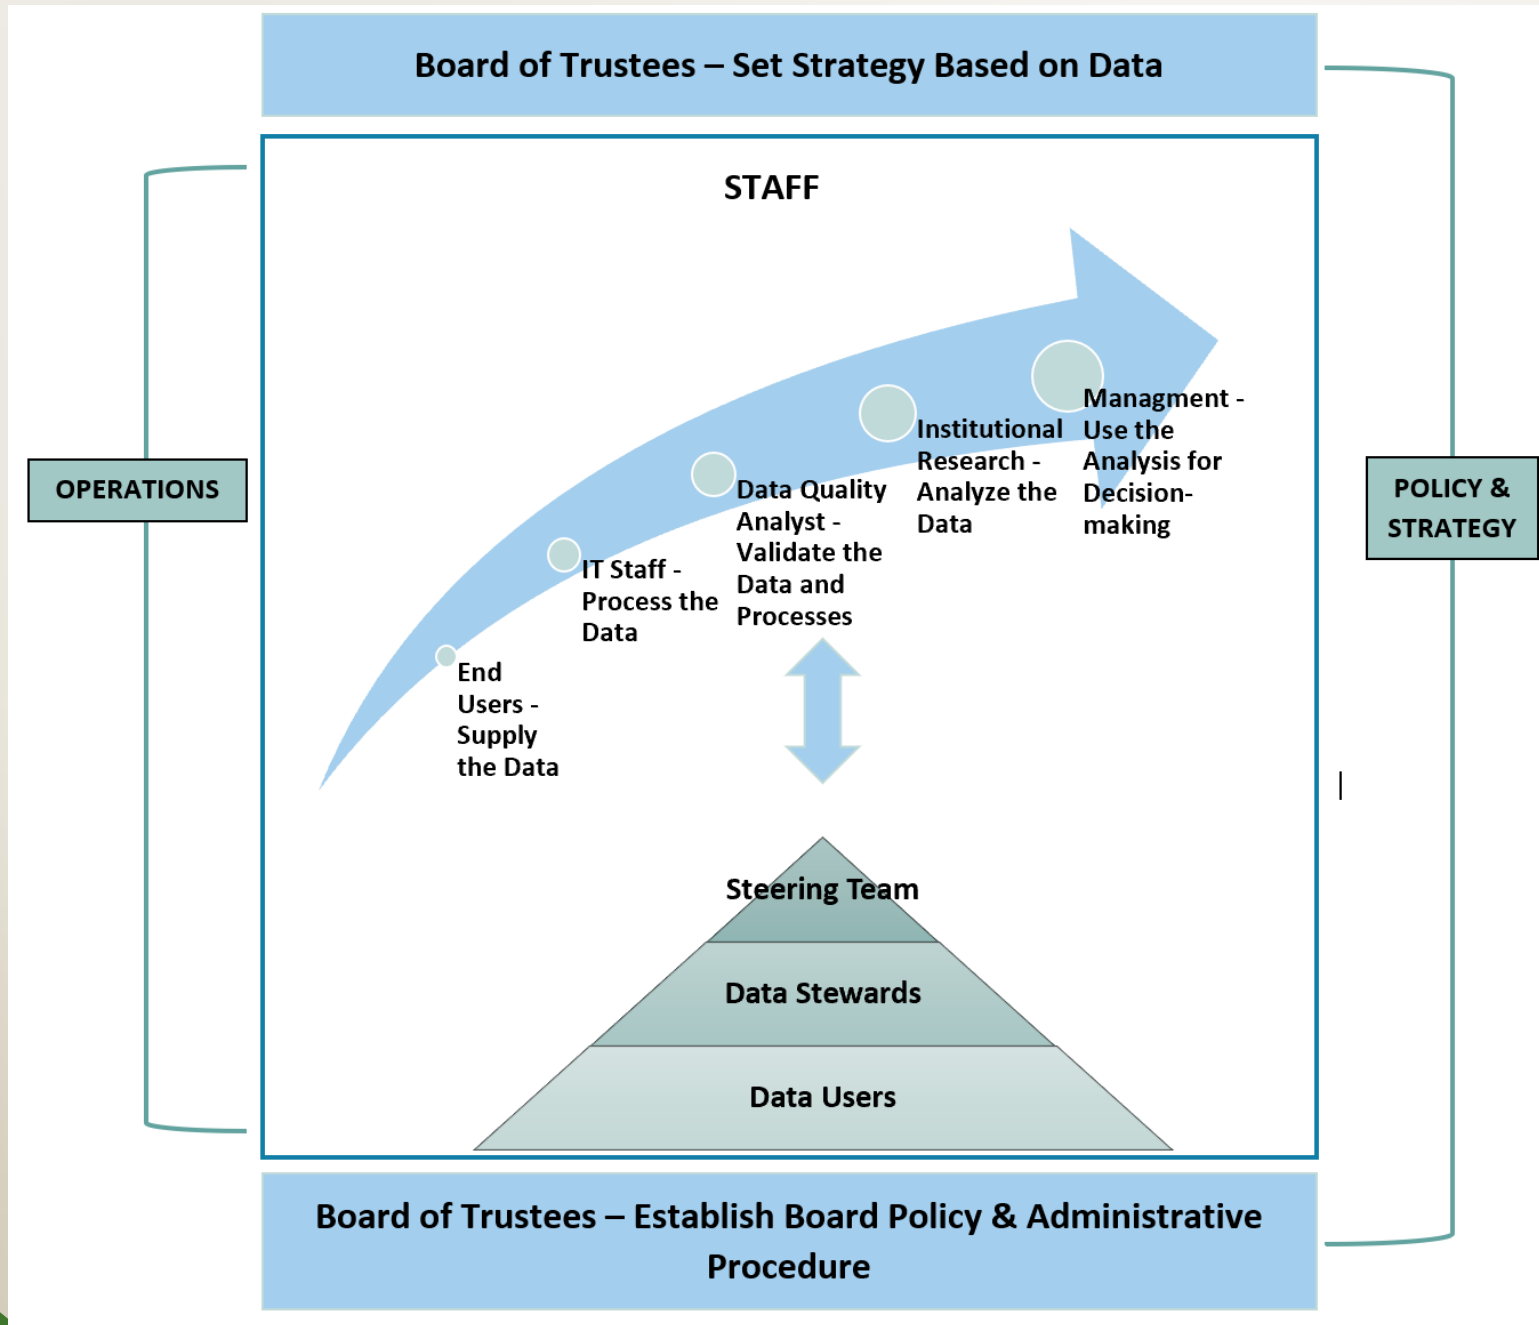 Board of Trustees – Set Strategy Based on Data
STAFF
OPERATIONS
POLICY &
STRATEGY
End
Users -
Supply
the Data
IT Staff -
Process the
Data
Data Quality
Analyst -
Validate the
Data and
Processes
Institutional
Research -
Analyze the
Data
Managment -
Use the
Analysis for
Decision-
making
Steering Team
Data Stewards
Data Users
Board of Trustees – Establish Board Policy & Administrative
Procedure